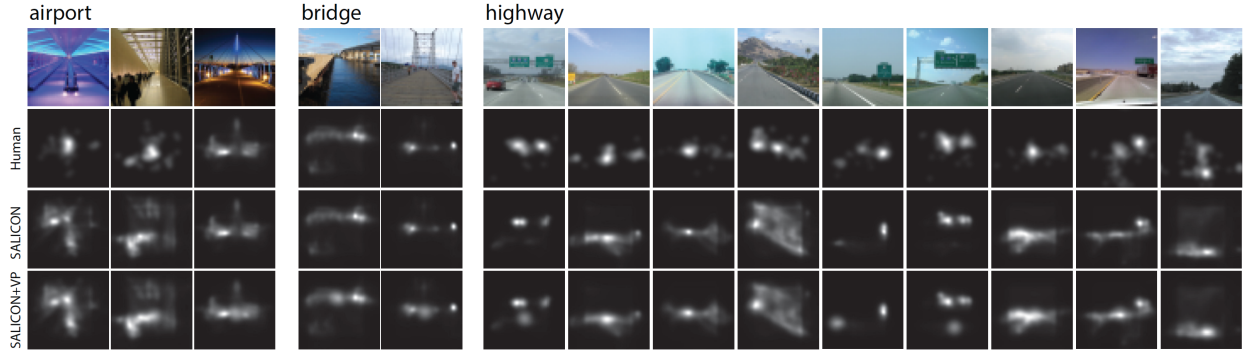 airport
bridge
highway
Human
SALICON
SALICON+VP